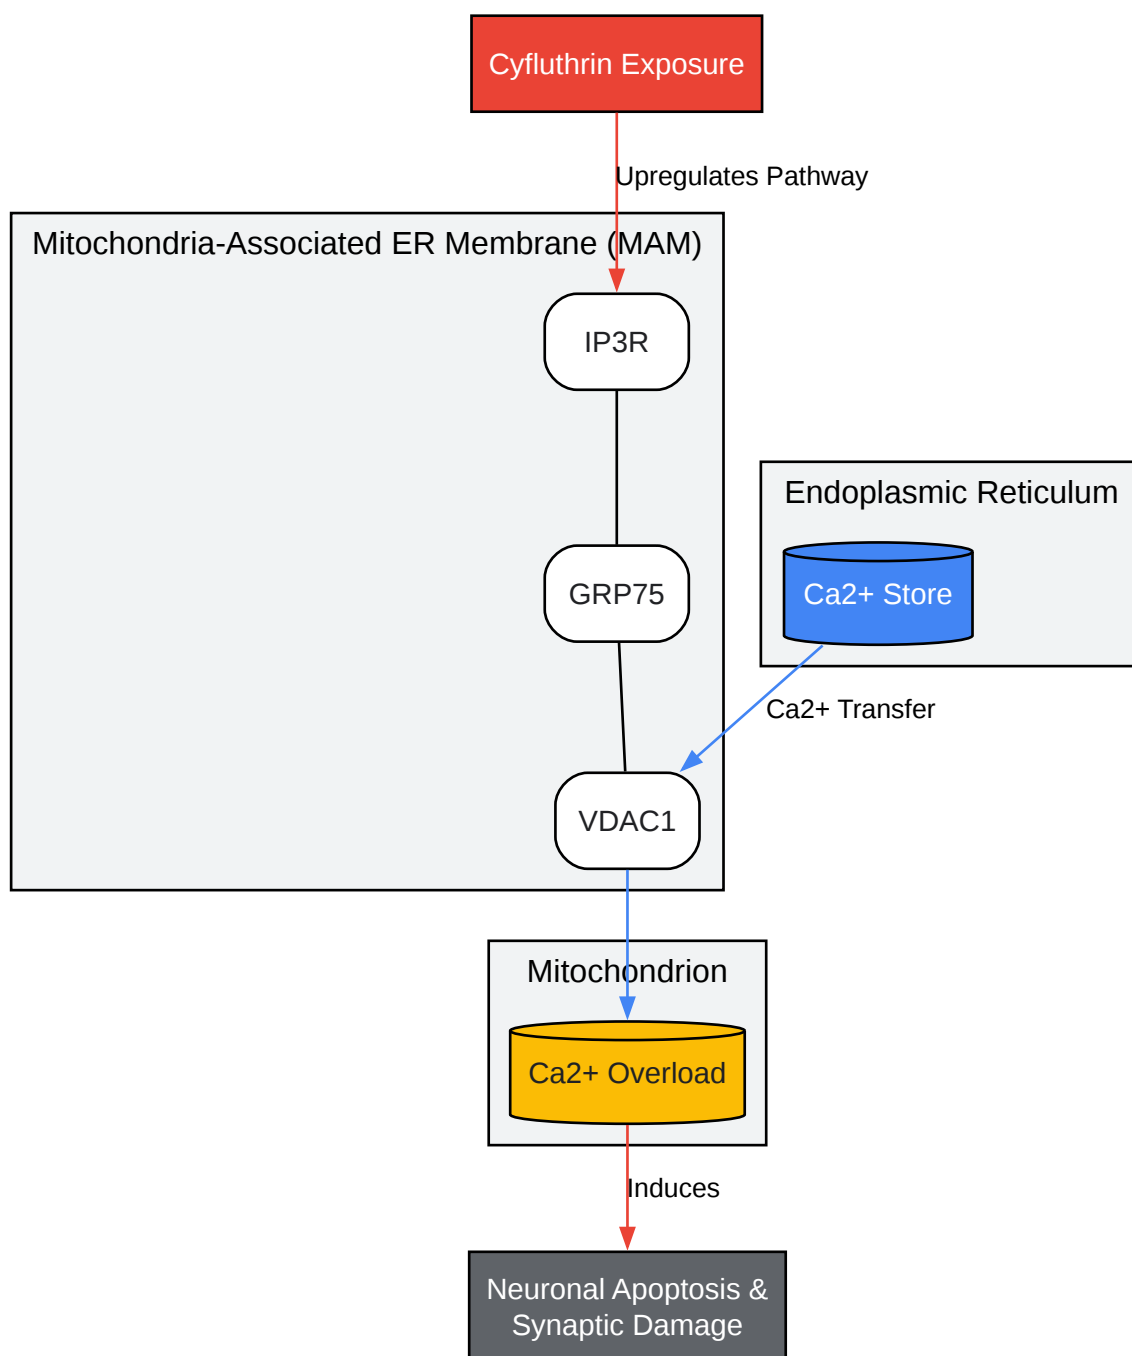 Cyfluthrin Exposure
Upregulates Pathway
Mitochondria-Associated ER Membrane (MAM)
IP3R
Endoplasmic Reticulum
GRP75
Ca2+ Store
Ca2+ Transfer
VDAC1
Mitochondrion
Ca2+ Overload
Induces
Neuronal Apoptosis &
Synaptic Damage